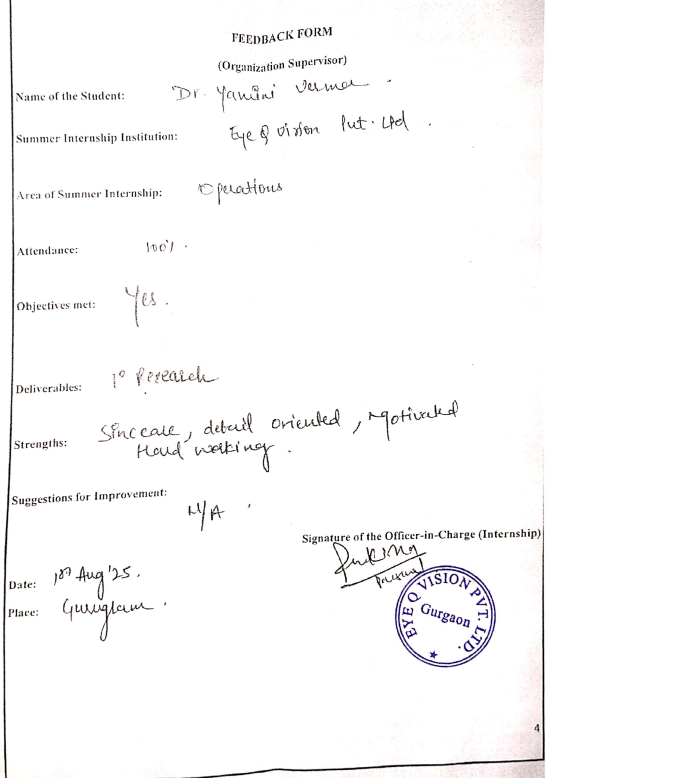 FEEDBACK FORM
(Organization Supervisor)
Name of the Student: Dr. Yamini Verma.
Summer Internship Institution: Eye Q Vision Pvt. Ltd.
Area of Summer Internship: Operations
Attendance: 100%.
Objectives met: Yes.
Deliverables: 1° Research
Strengths: Sinceare, detail oriented, Motivated
Hard working.
Suggestions for Improvement:
N/A.
Signature of the Officer-in-Charge (Internship)
Date: Aug '25.
Place: Gurugram.
EYE Q VISION PVT. LTD.
Gurgaon
4